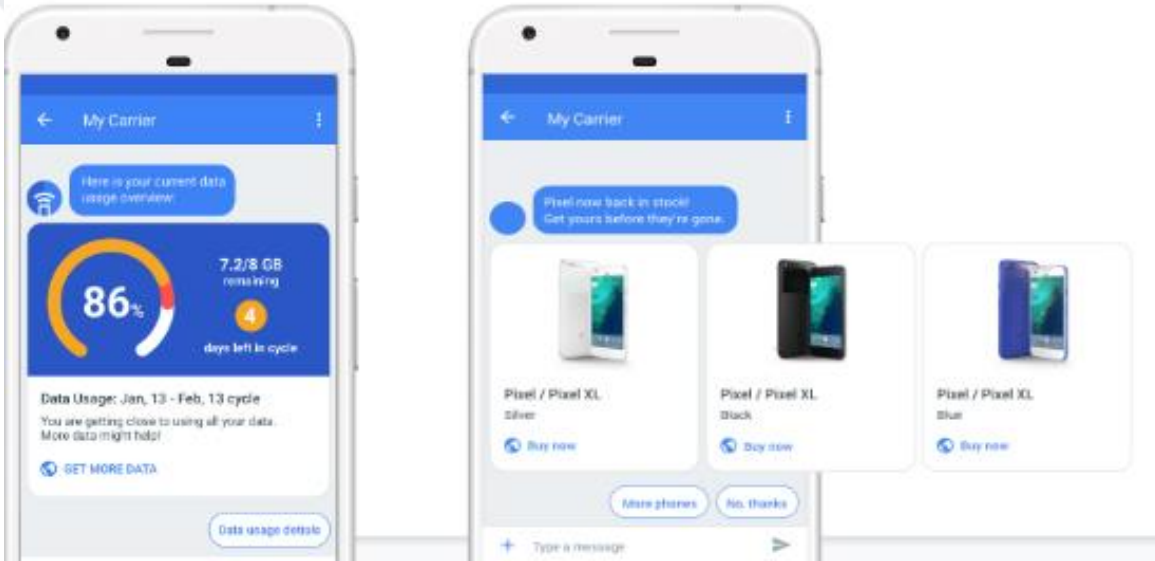 My Carrier
Here is your current data
usage overview:
86%
7.2/8 GB
remaining
4
days left in cycle
Data Usage: Jan, 13 - Feb, 13 cycle
You are getting close to using all your data.
More data might help!
GET MORE DATA
Data usage details
My Carrier
Pixel now back in stock!
Get yours before they're gone.
Pixel / Pixel XL
Silver
Buy now
Pixel / Pixel XL
Black
Buy now
Pixel / Pixel XL
Blue
Buy now
More phones
No, thanks
Type a message